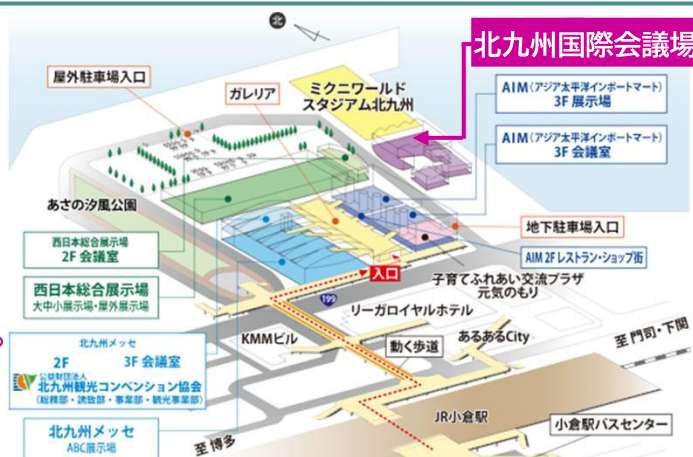 北
北九州国際会議場
屋外駐車場入口
ガレリア
ミクニワールド
スタジアム北九州
AIM(アジア太平洋インポートマート)
3F 展示場
AIM(アジア太平洋インポートマート)
3F 会議室
あさの汐風公園
地下駐車場入口
西日本総合展示場
2F 会議室
AIM 2F レストラン・ショップ街
子育てふれあい交流プラザ
元気のもり
入口
西日本総合展示場
大中小展示場・屋外展示場
199
リーガロイヤルホテル
KMMビル
動く歩道
あるあるCity
至 門司・下関
北九州メッセ
2F 3F 会議室
公益財団法人
北九州観光コンベンション協会
(総務部・誘致部・事業部・観光事業部)
JR小倉駅
小倉駅バスセンター
北九州メッセ
ABC展示場
至 博多